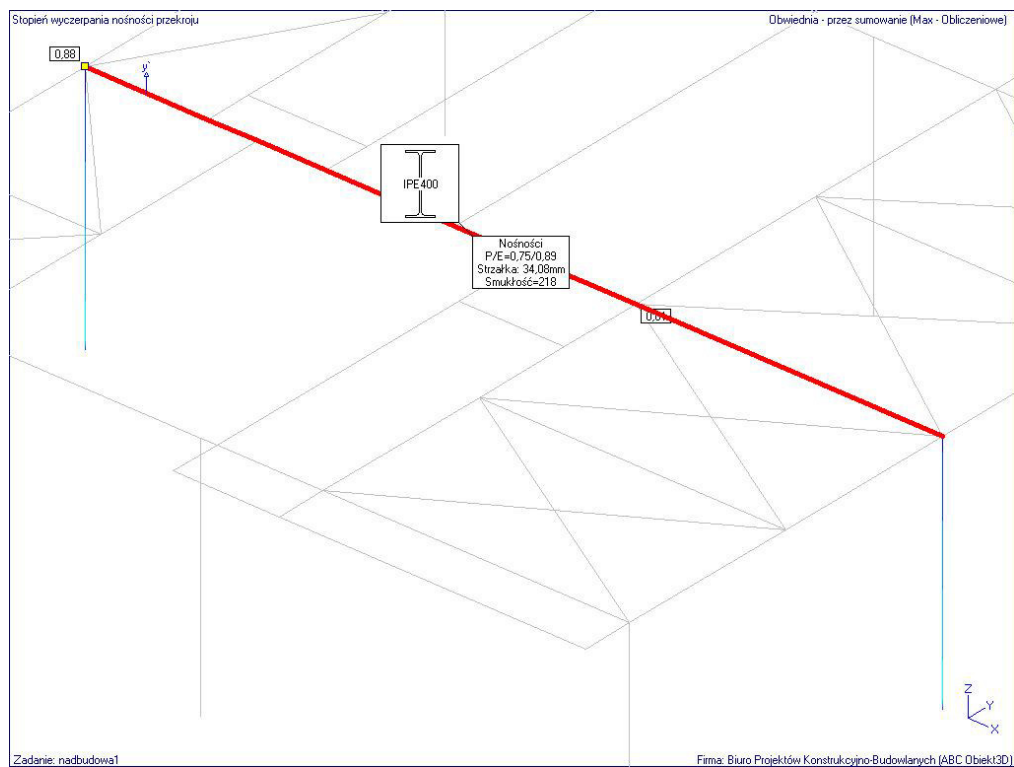 Stopień wyczerpania nośności przekroju
Obwiednia - przez sumowanie (Max - Obliczeniowe)
0,88
y'
IPE400
Nośności
P/E=0,75/0,89
Strzałka: 34,08mm
Smukłość=218
Z
Y
X
Zadanie: nadbudowa1
Firma: Biuro Projektów Konstrukcyjno-Budowlanych (ABC Obiekt3D)